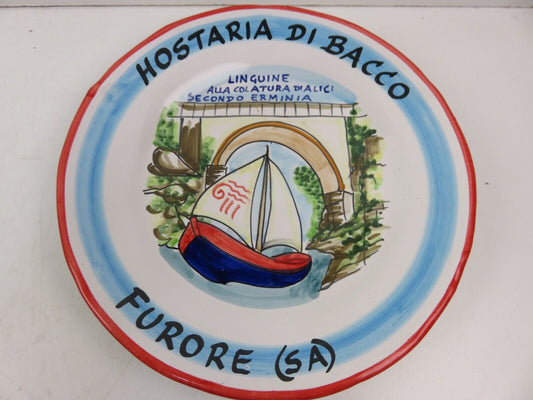 HOSTARIA DI BACCO
LINGUINE
ALLA COLATURA DI ALICI
SECONDO ERMINIA
FURORE (SA)